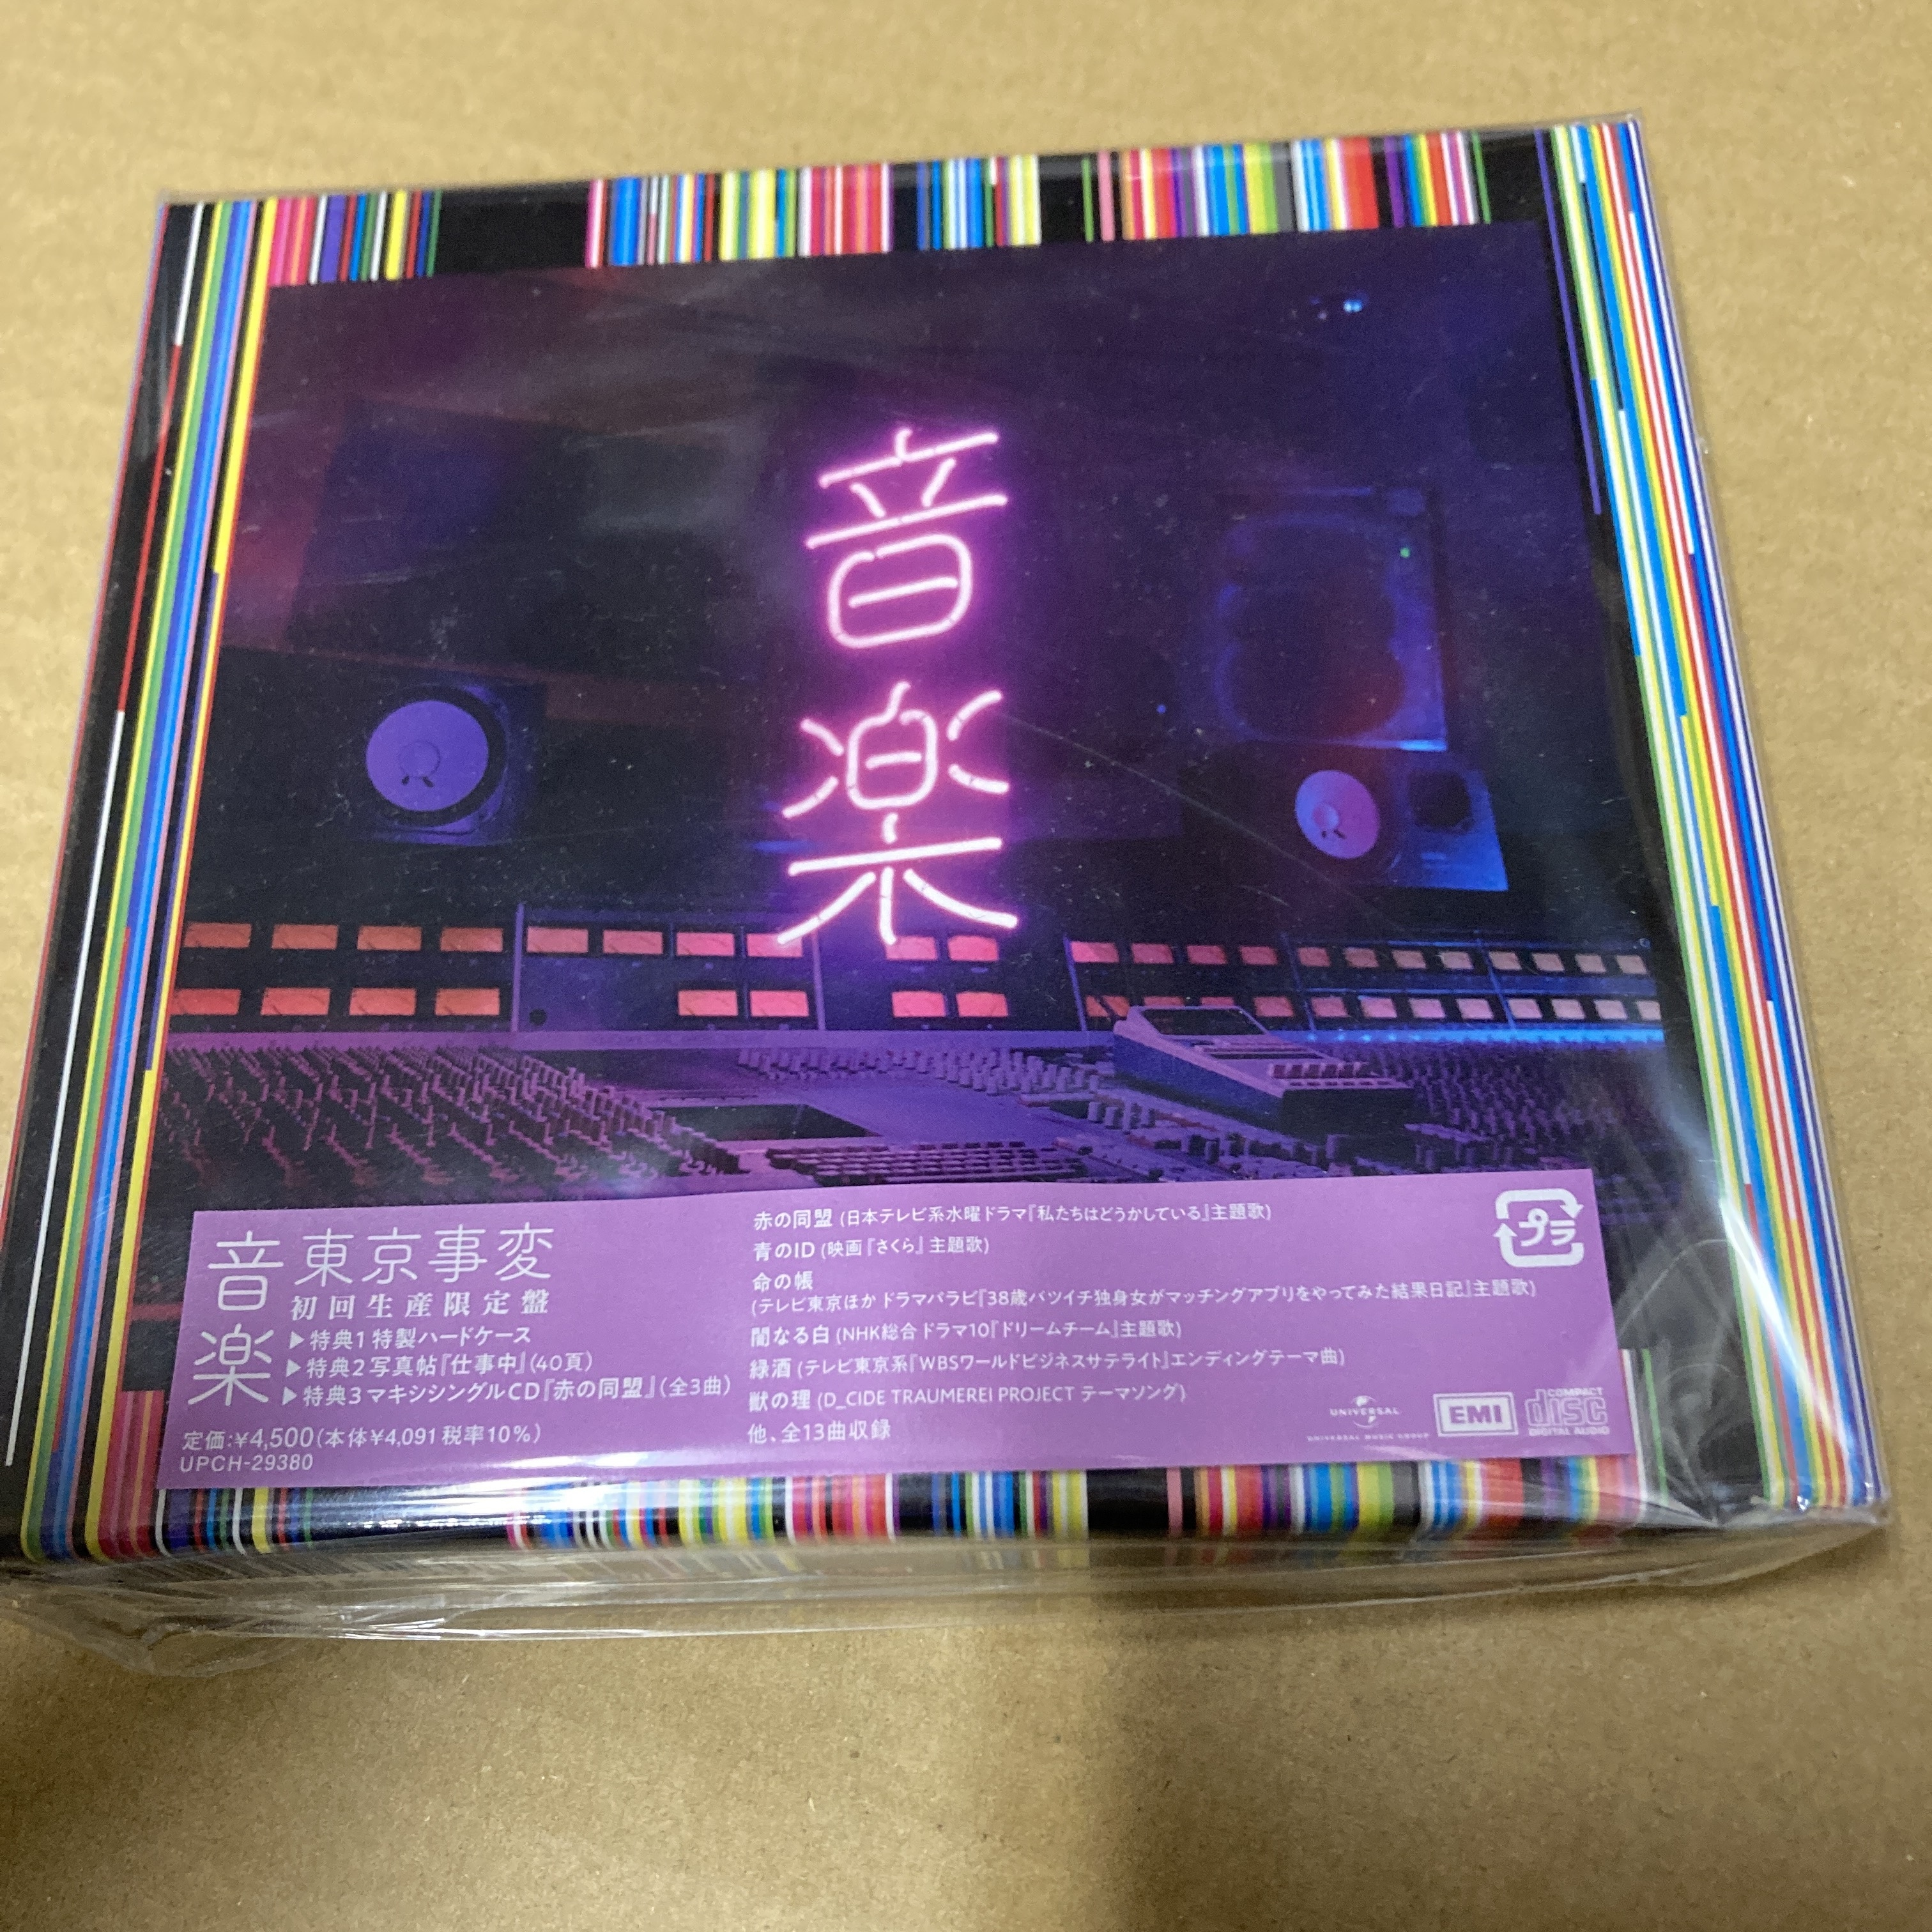 音楽
音楽
東京事変
初回生産限定盤
▶特典1 特製ハードケース
▶特典2 写真帖『仕事中』(40頁)
▶特典3 マキシシングルCD『赤の同盟』(全3曲)
定価:¥4,500(本体¥4,091 税率10%)
UPCH-29380
赤の同盟 (日本テレビ系水曜ドラマ『私たちはどうかしている』主題歌)
青のID (映画『さくら』主題歌)
命の帳
(テレビ東京ほか ドラマパラビ『38歳バツイチ独身女がマッチングアプリをやってみた結果日記』主題歌)
闇なる白 (NHK総合 ドラマ10『ドリームチーム』主題歌)
緑酒 (テレビ東京系『WBSワールドビジネスサテライト』エンディングテーマ曲)
獣の理 (D_CIDE TRAUMEREI PROJECT テーマソング)
他、全13曲収録
プラ
UNIVERSAL
UNIVERSAL MUSIC GROUP
EMI
COMPACT
disc
DIGITAL AUDIO